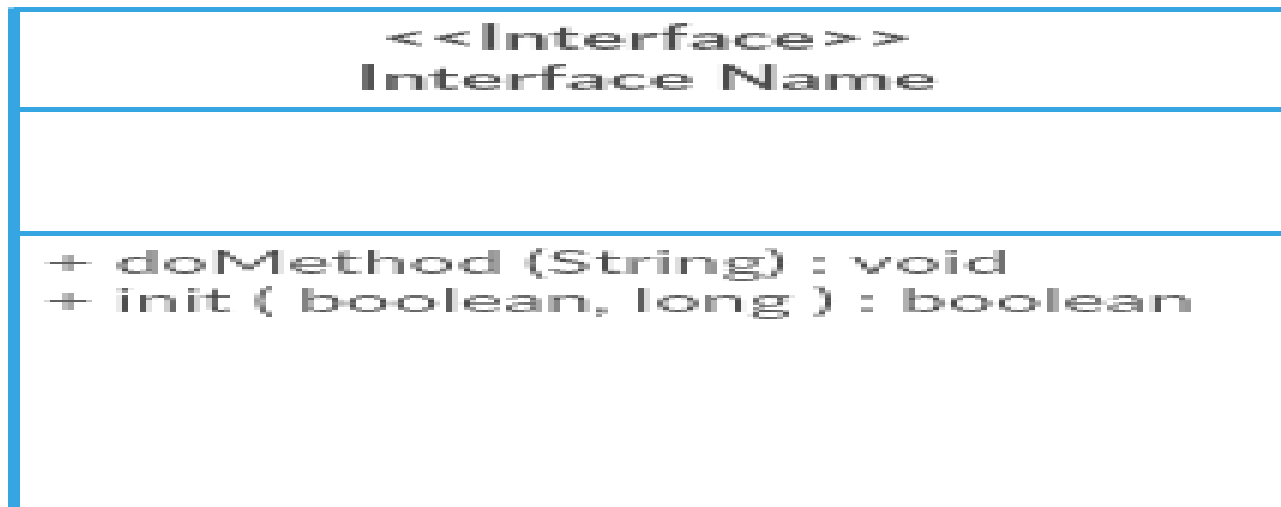 <<Interface>>
Interface Name
+ doMethod (String) : void
+ init ( boolean, long ) : boolean